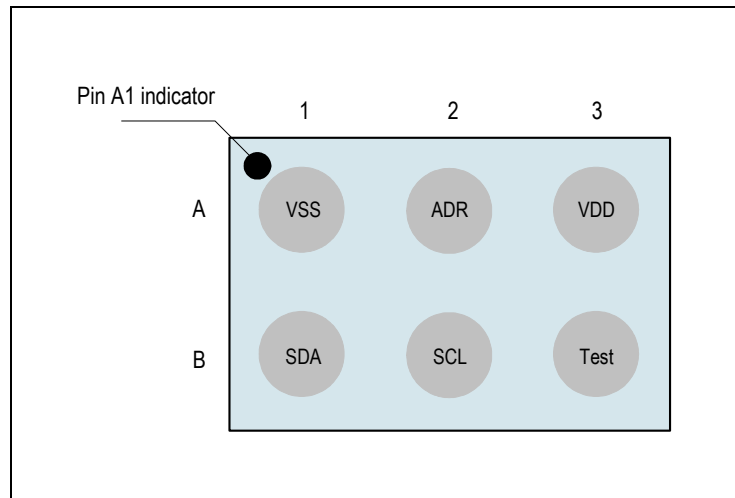 Pin A1 indicator
1 2 3
A VSS ADR VDD
B SDA SCL Test